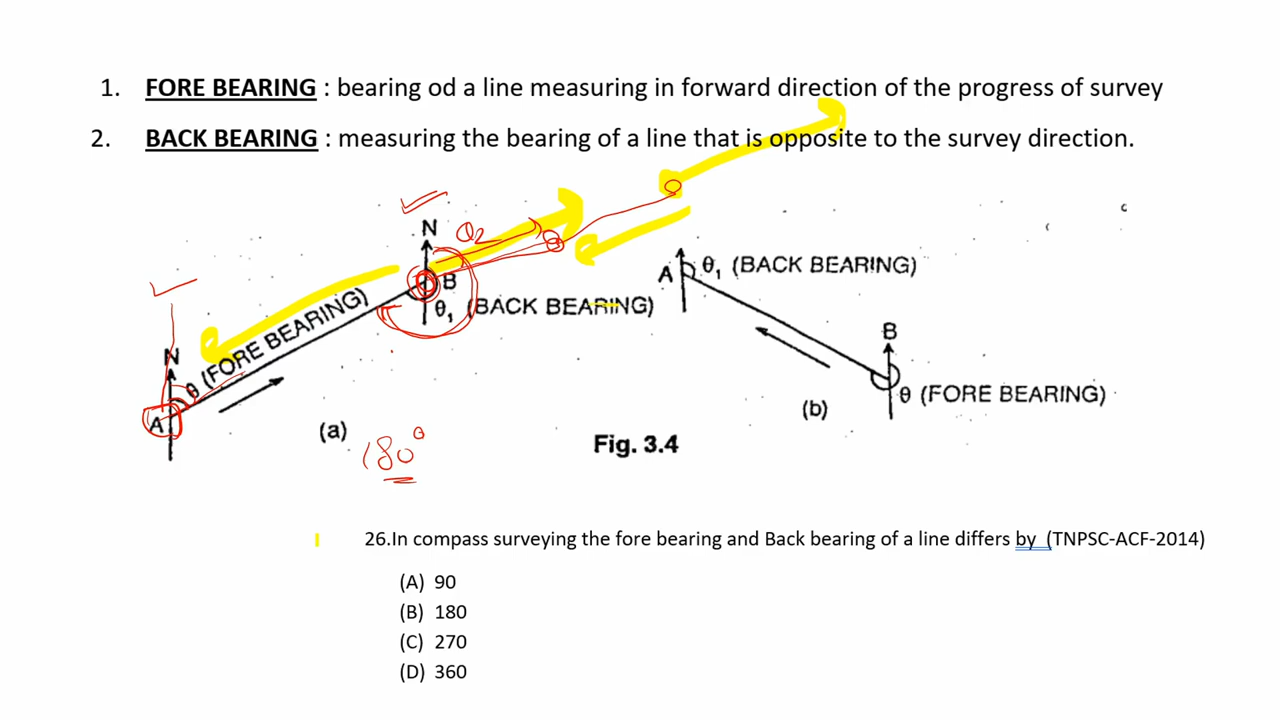 1. FORE BEARING : bearing od a line measuring in forward direction of the progress of survey
2. BACK BEARING : measuring the bearing of a line that is opposite to the survey direction.
N
θ2
B
θ1 (BACK BEARING)
N
θ (FORE BEARING)
A
(a)
180°
A
θ1 (BACK BEARING)
B
θ (FORE BEARING)
(b)
Fig. 3.4
26.In compass surveying the fore bearing and Back bearing of a line differs by (TNPSC-ACF-2014)
(A) 90
(B) 180
(C) 270
(D) 360